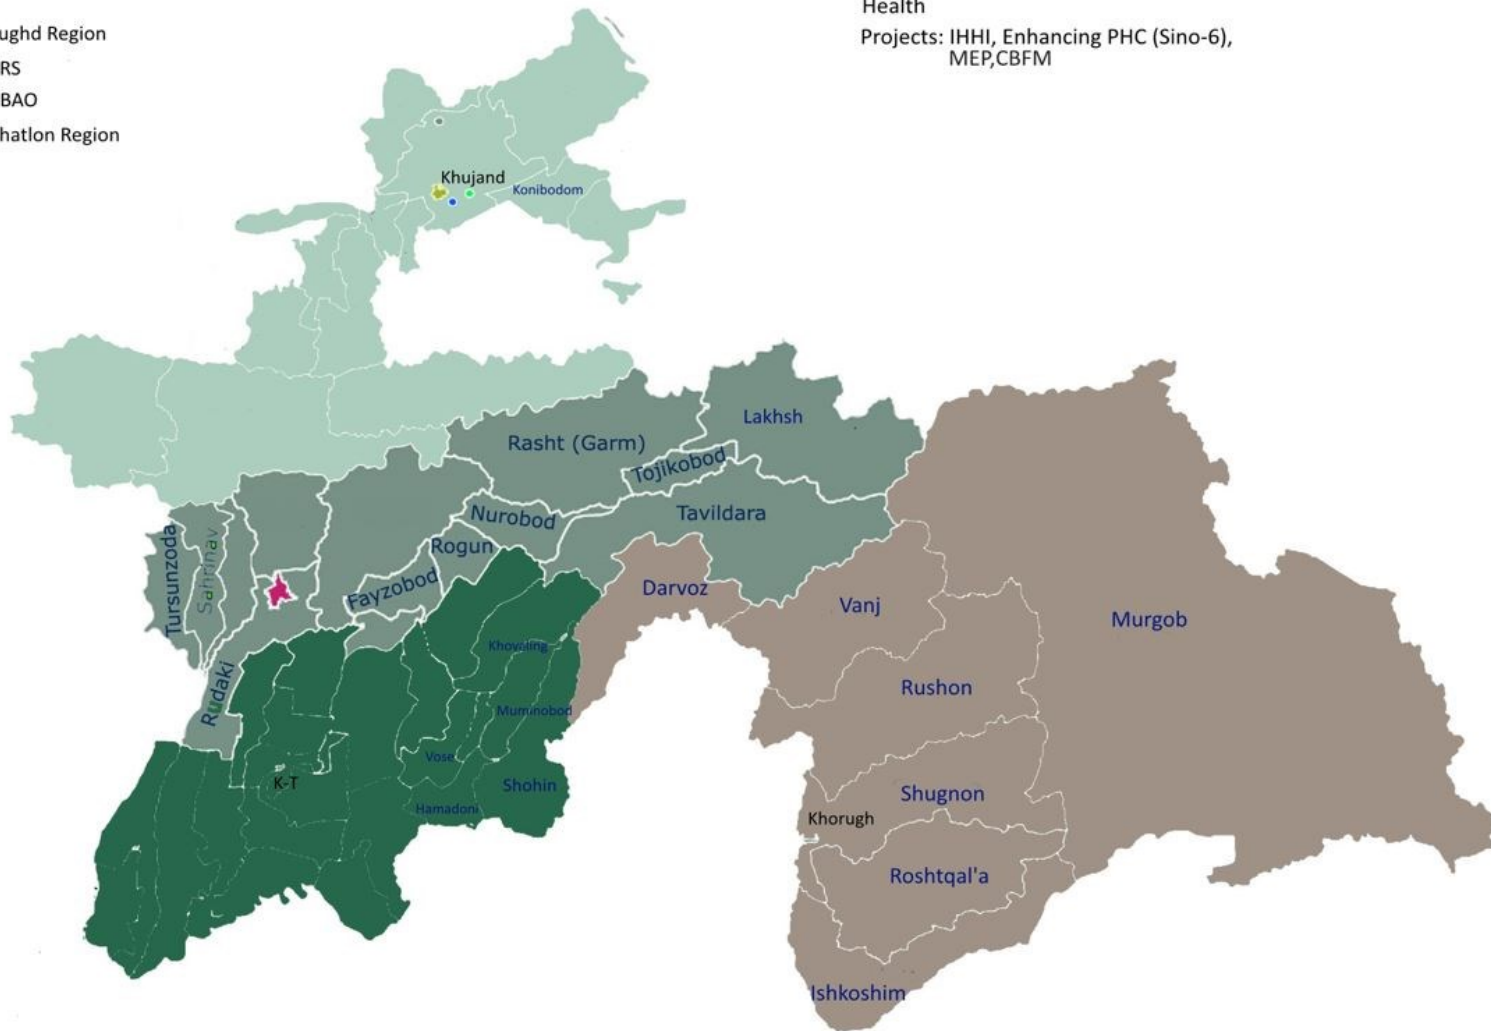 ughd Region
RS
BAO
hatlon Region
Health
Projects: IHHI, Enhancing PHC (Sino-6),
MEP,CBFM
Khujand
Konibodom
Lakhsh
Rasht (Garm)
Tojikobod
Nurobod
Tavildara
Rogun
Fayzobod
Tursunzoda
Sahrinav
Rudaki
Darvoz
Vanj
Murgob
Khovaling
Rushon
Muminobod
Vose
Shohin
K-T
Hamadoni
Shugnon
Khorugh
Roshtqal'a
Ishkoshim